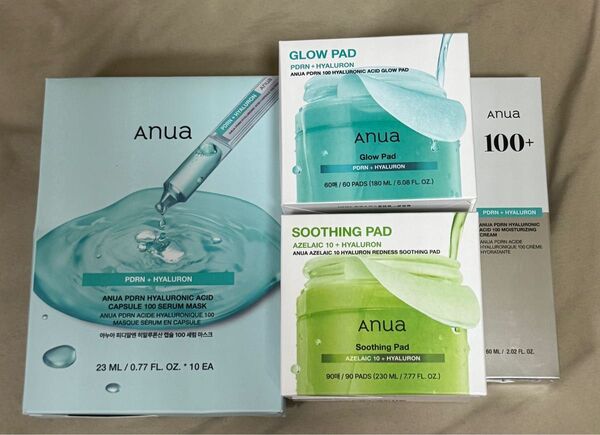 Anua
PDRN + HYALURON
ANUA
PDRN + HYALURON
ANUA PDRN HYALURONIC ACID
CAPSULE 100 SERUM MASK
ANUA PDRN ACIDE HYALURONIQUE 100
MASQUE SÉRUM EN CAPSULE
아누아 피디알엔 히알루론산 캡슐 100 세럼 마스크
23 ML / 0.77 FL. OZ. * 10 EA
GLOW PAD
PDRN + HYALURON
ANUA PDRN 100 HYALURONIC ACID GLOW PAD
Anua
Glow Pad
PDRN + HYALURON
60매 / 60 PADS (180 ML / 6.08 FL. OZ.)
SOOTHING PAD
AZELAIC 10 + HYALURON
ANUA AZELAIC 10 HYALURON REDNESS SOOTHING PAD
Anua
Soothing Pad
AZELAIC 10 + HYALURON
90매 / 90 PADS (230 ML / 7.77 FL. OZ.)
Anua
100+
PDRN + HYALURON
ANUA PDRN HYALURONIC
ACID 100 MOISTURIZING
CREAM
ANUA PDRN ACIDE
HYALURONIQUE 100 CRÈME
HYDRATANTE
60 ML / 2.02 FL. OZ.